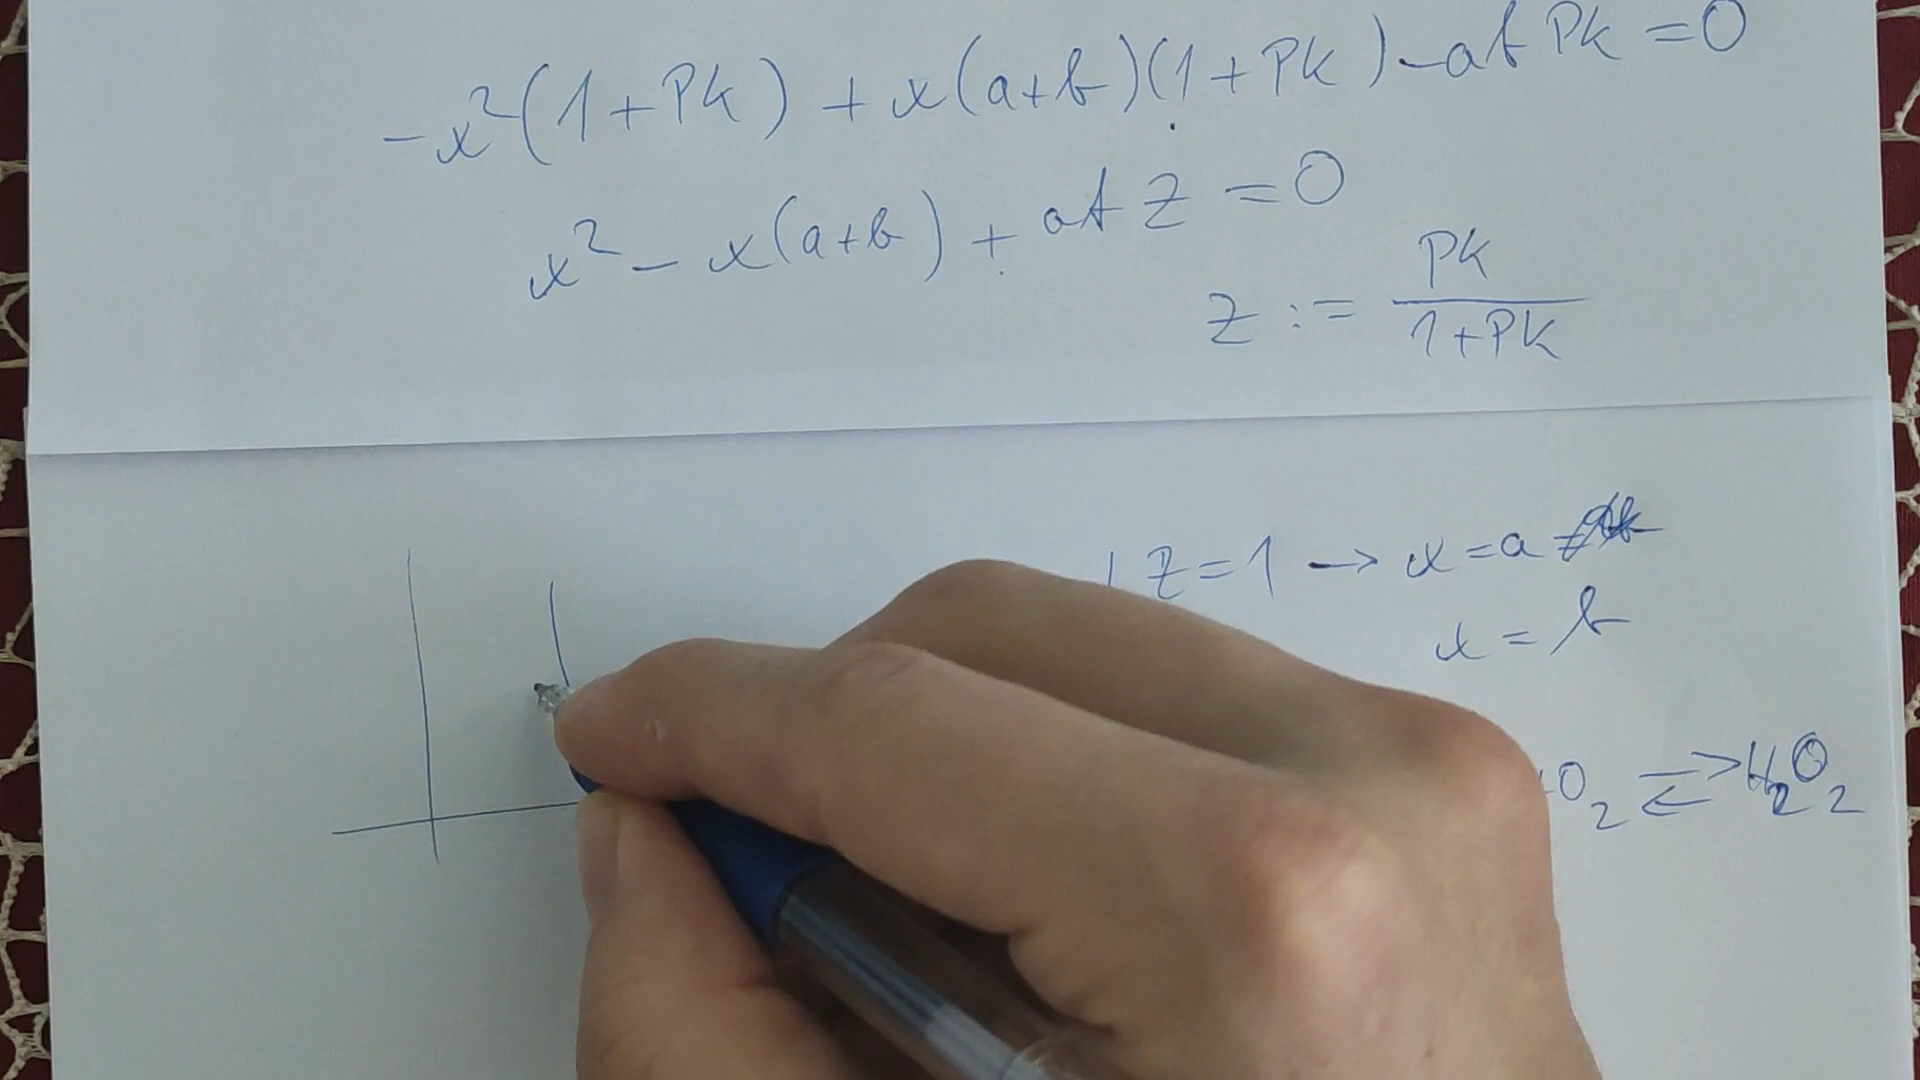 -x²(1+PK) + x(a+b)(1+PK) - ab PK = 0
x² - x(a+b) + ab z = 0
z := PK / 1+PK
z=1 → x=a
x = b
O₂ ⇌ H₂O₂